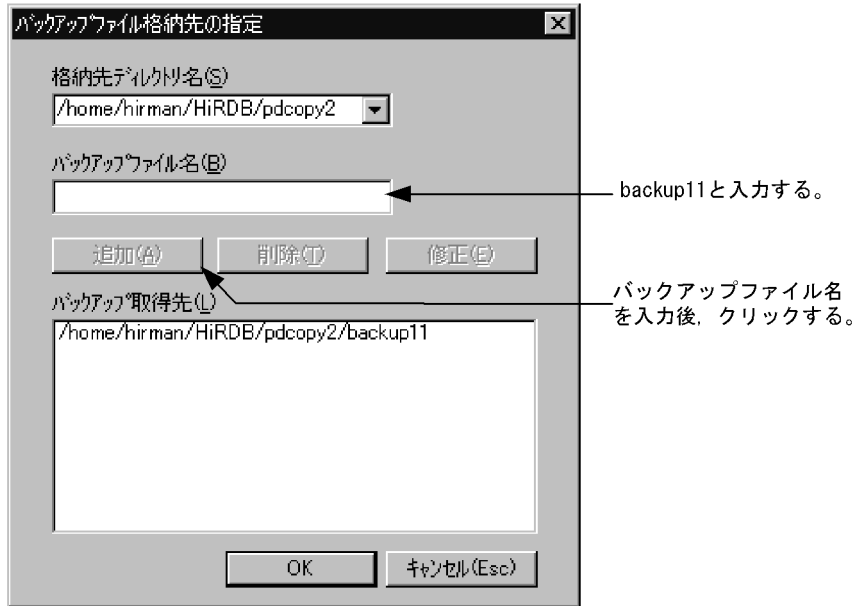 ﾊﾞｯｸｱｯﾌﾟﾌｧｲﾙ格納先の指定
格納先ﾃﾞｨﾚｸﾄﾘ名(S)
/home/hirman/HiRDB/pdcopy2
ﾊﾞｯｸｱｯﾌﾟﾌｧｲﾙ名(B)
backup11と入力する。
追加(A) 削除(T) 修正(E)
バックアップファイル名
を入力後，クリックする。
ﾊﾞｯｸｱｯﾌﾟ取得先(L)
/home/hirman/HiRDB/pdcopy2/backup11
OK ｷｬﾝｾﾙ(Esc)